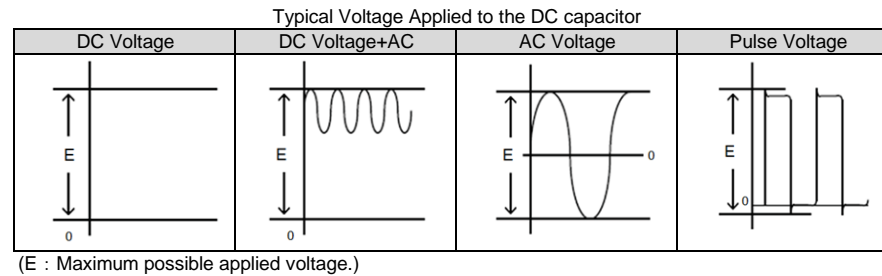 Typical Voltage Applied to the DC capacitor
DC Voltage DC Voltage+AC AC Voltage Pulse Voltage
E E E E
0 0 0 0
(E：Maximum possible applied voltage.)